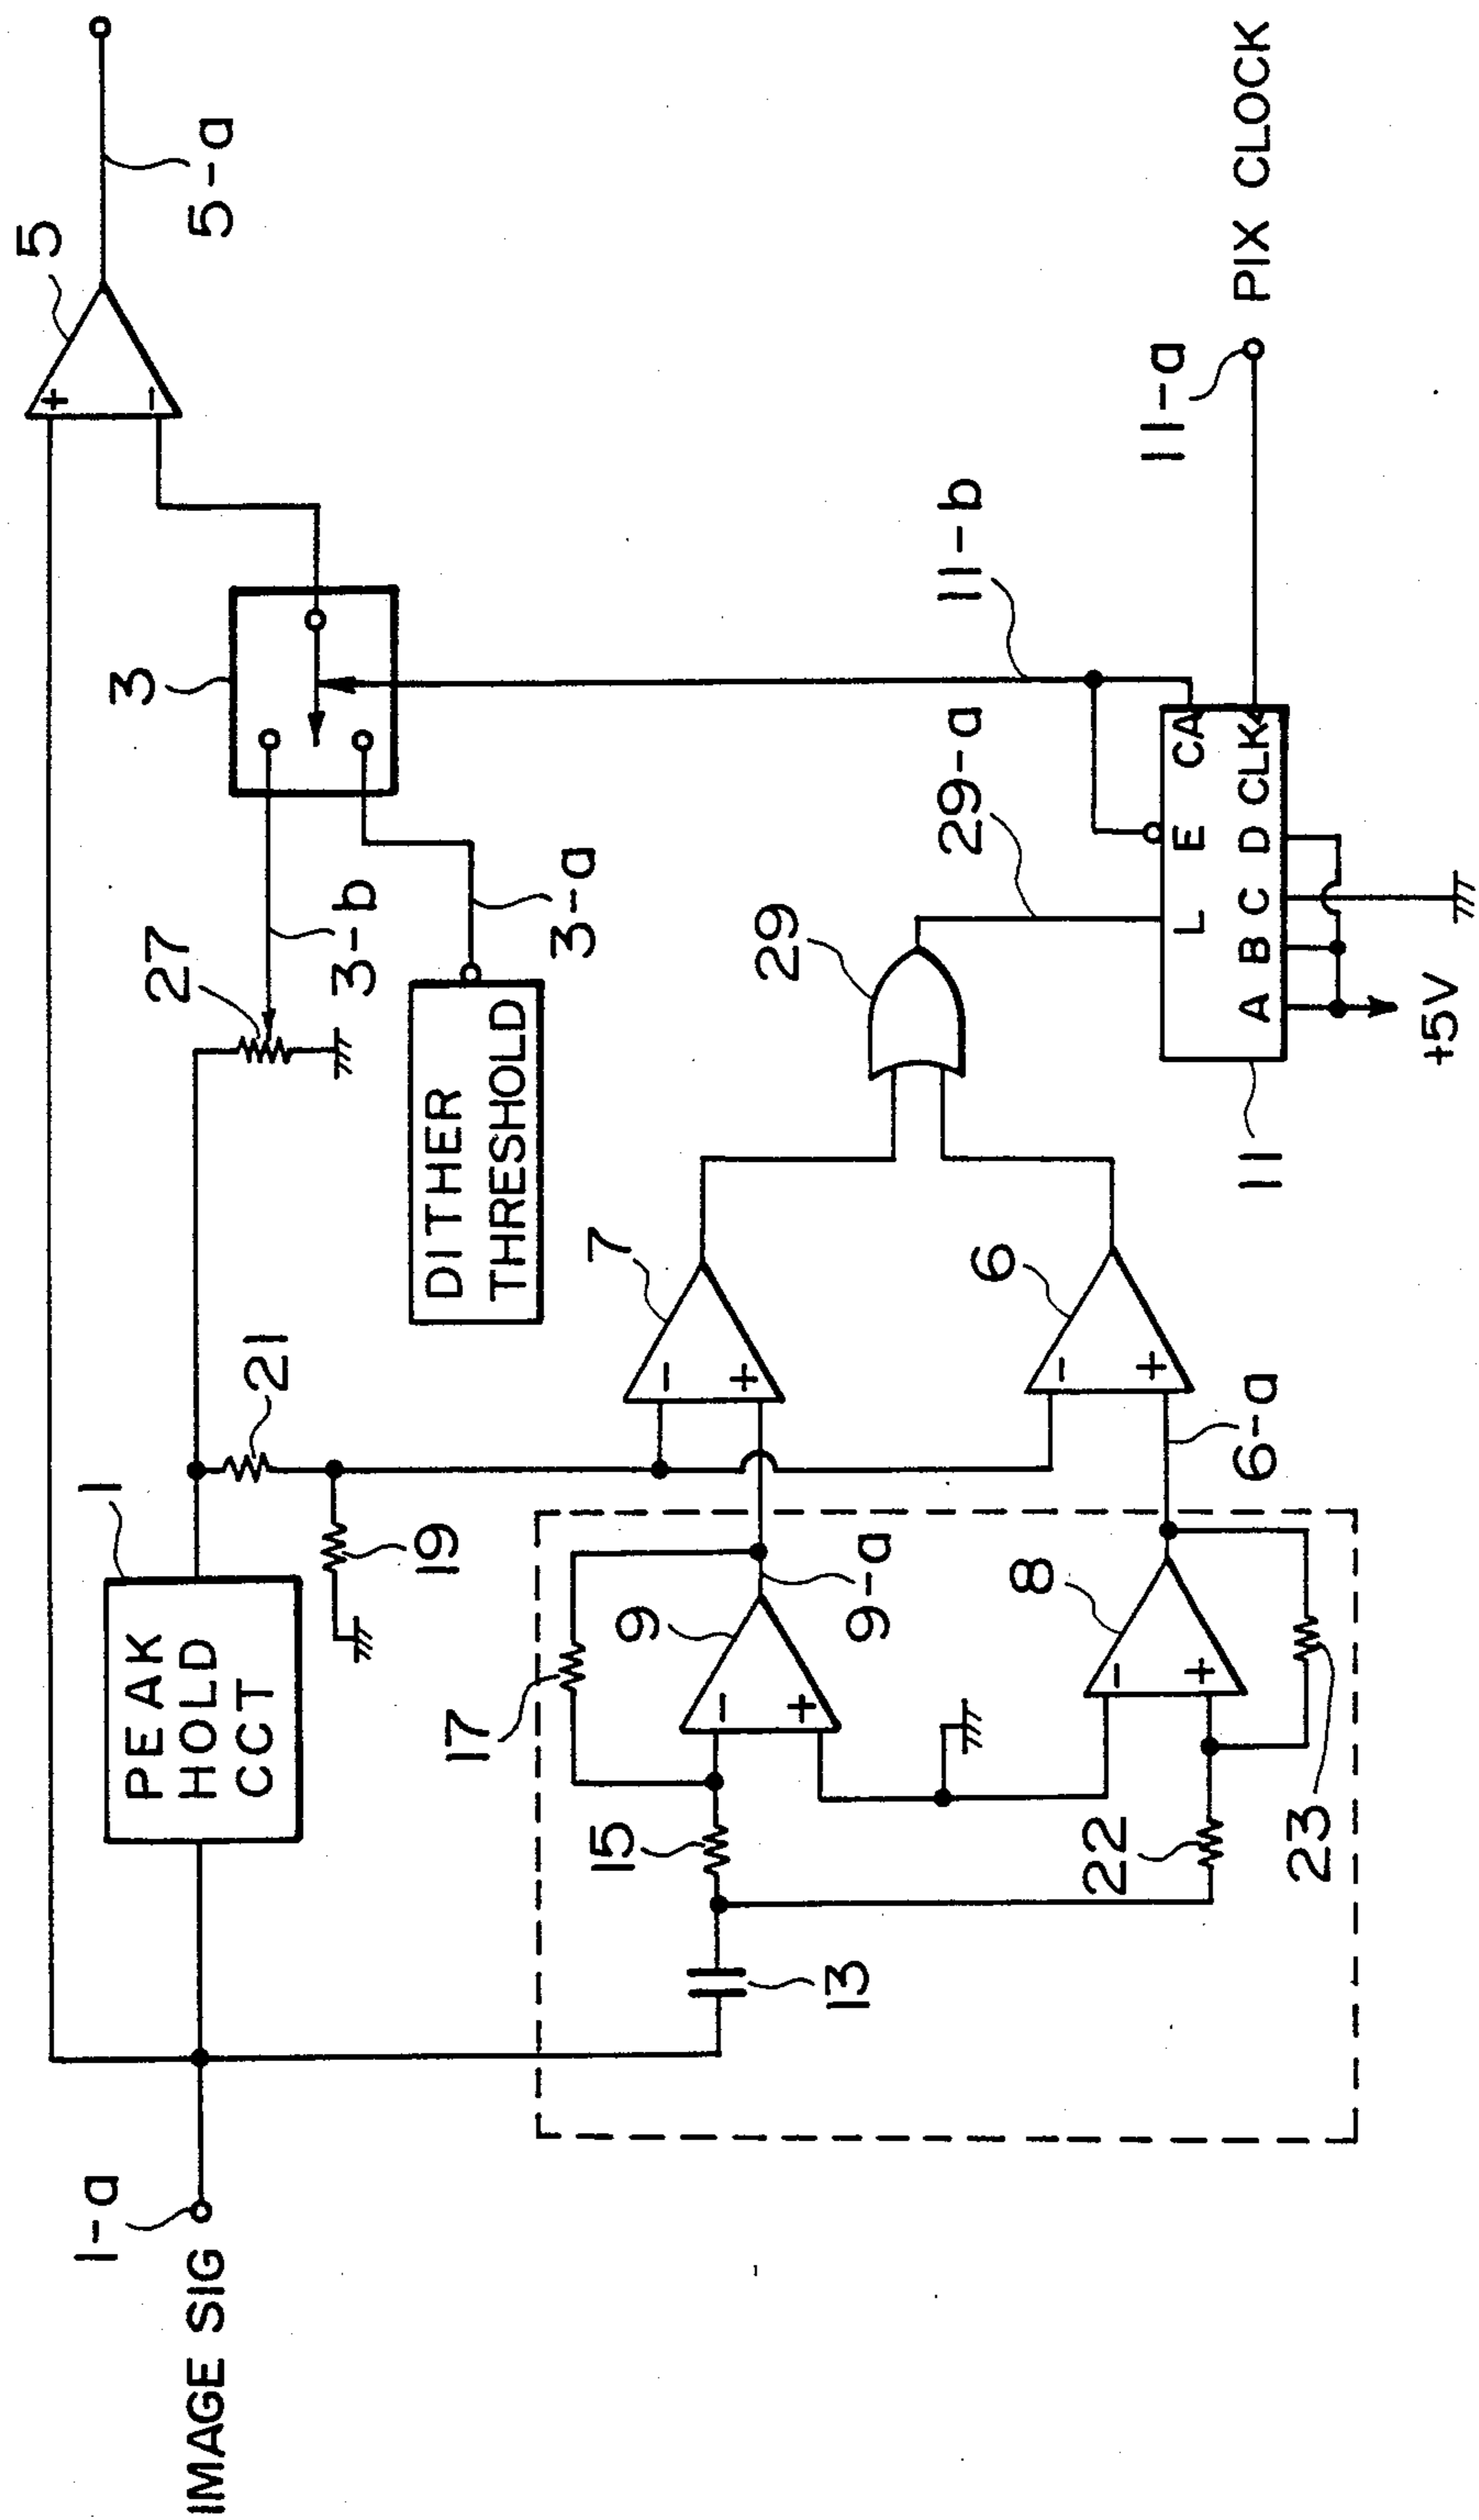 IMAGE SIG
1-a
1
PEAK
HOLD
CCT
21
19
27
3-b
3
3-a
DITHER
THRESHOLD
5
+
-
5-a
13
15
17
9
-
+
9-a
22
8
-
+
23
7
-
+
6
-
+
6-a
29
29-a
11-b
L E CA
A B C D CLK
11
+5V
11-a
PIX CLOCK